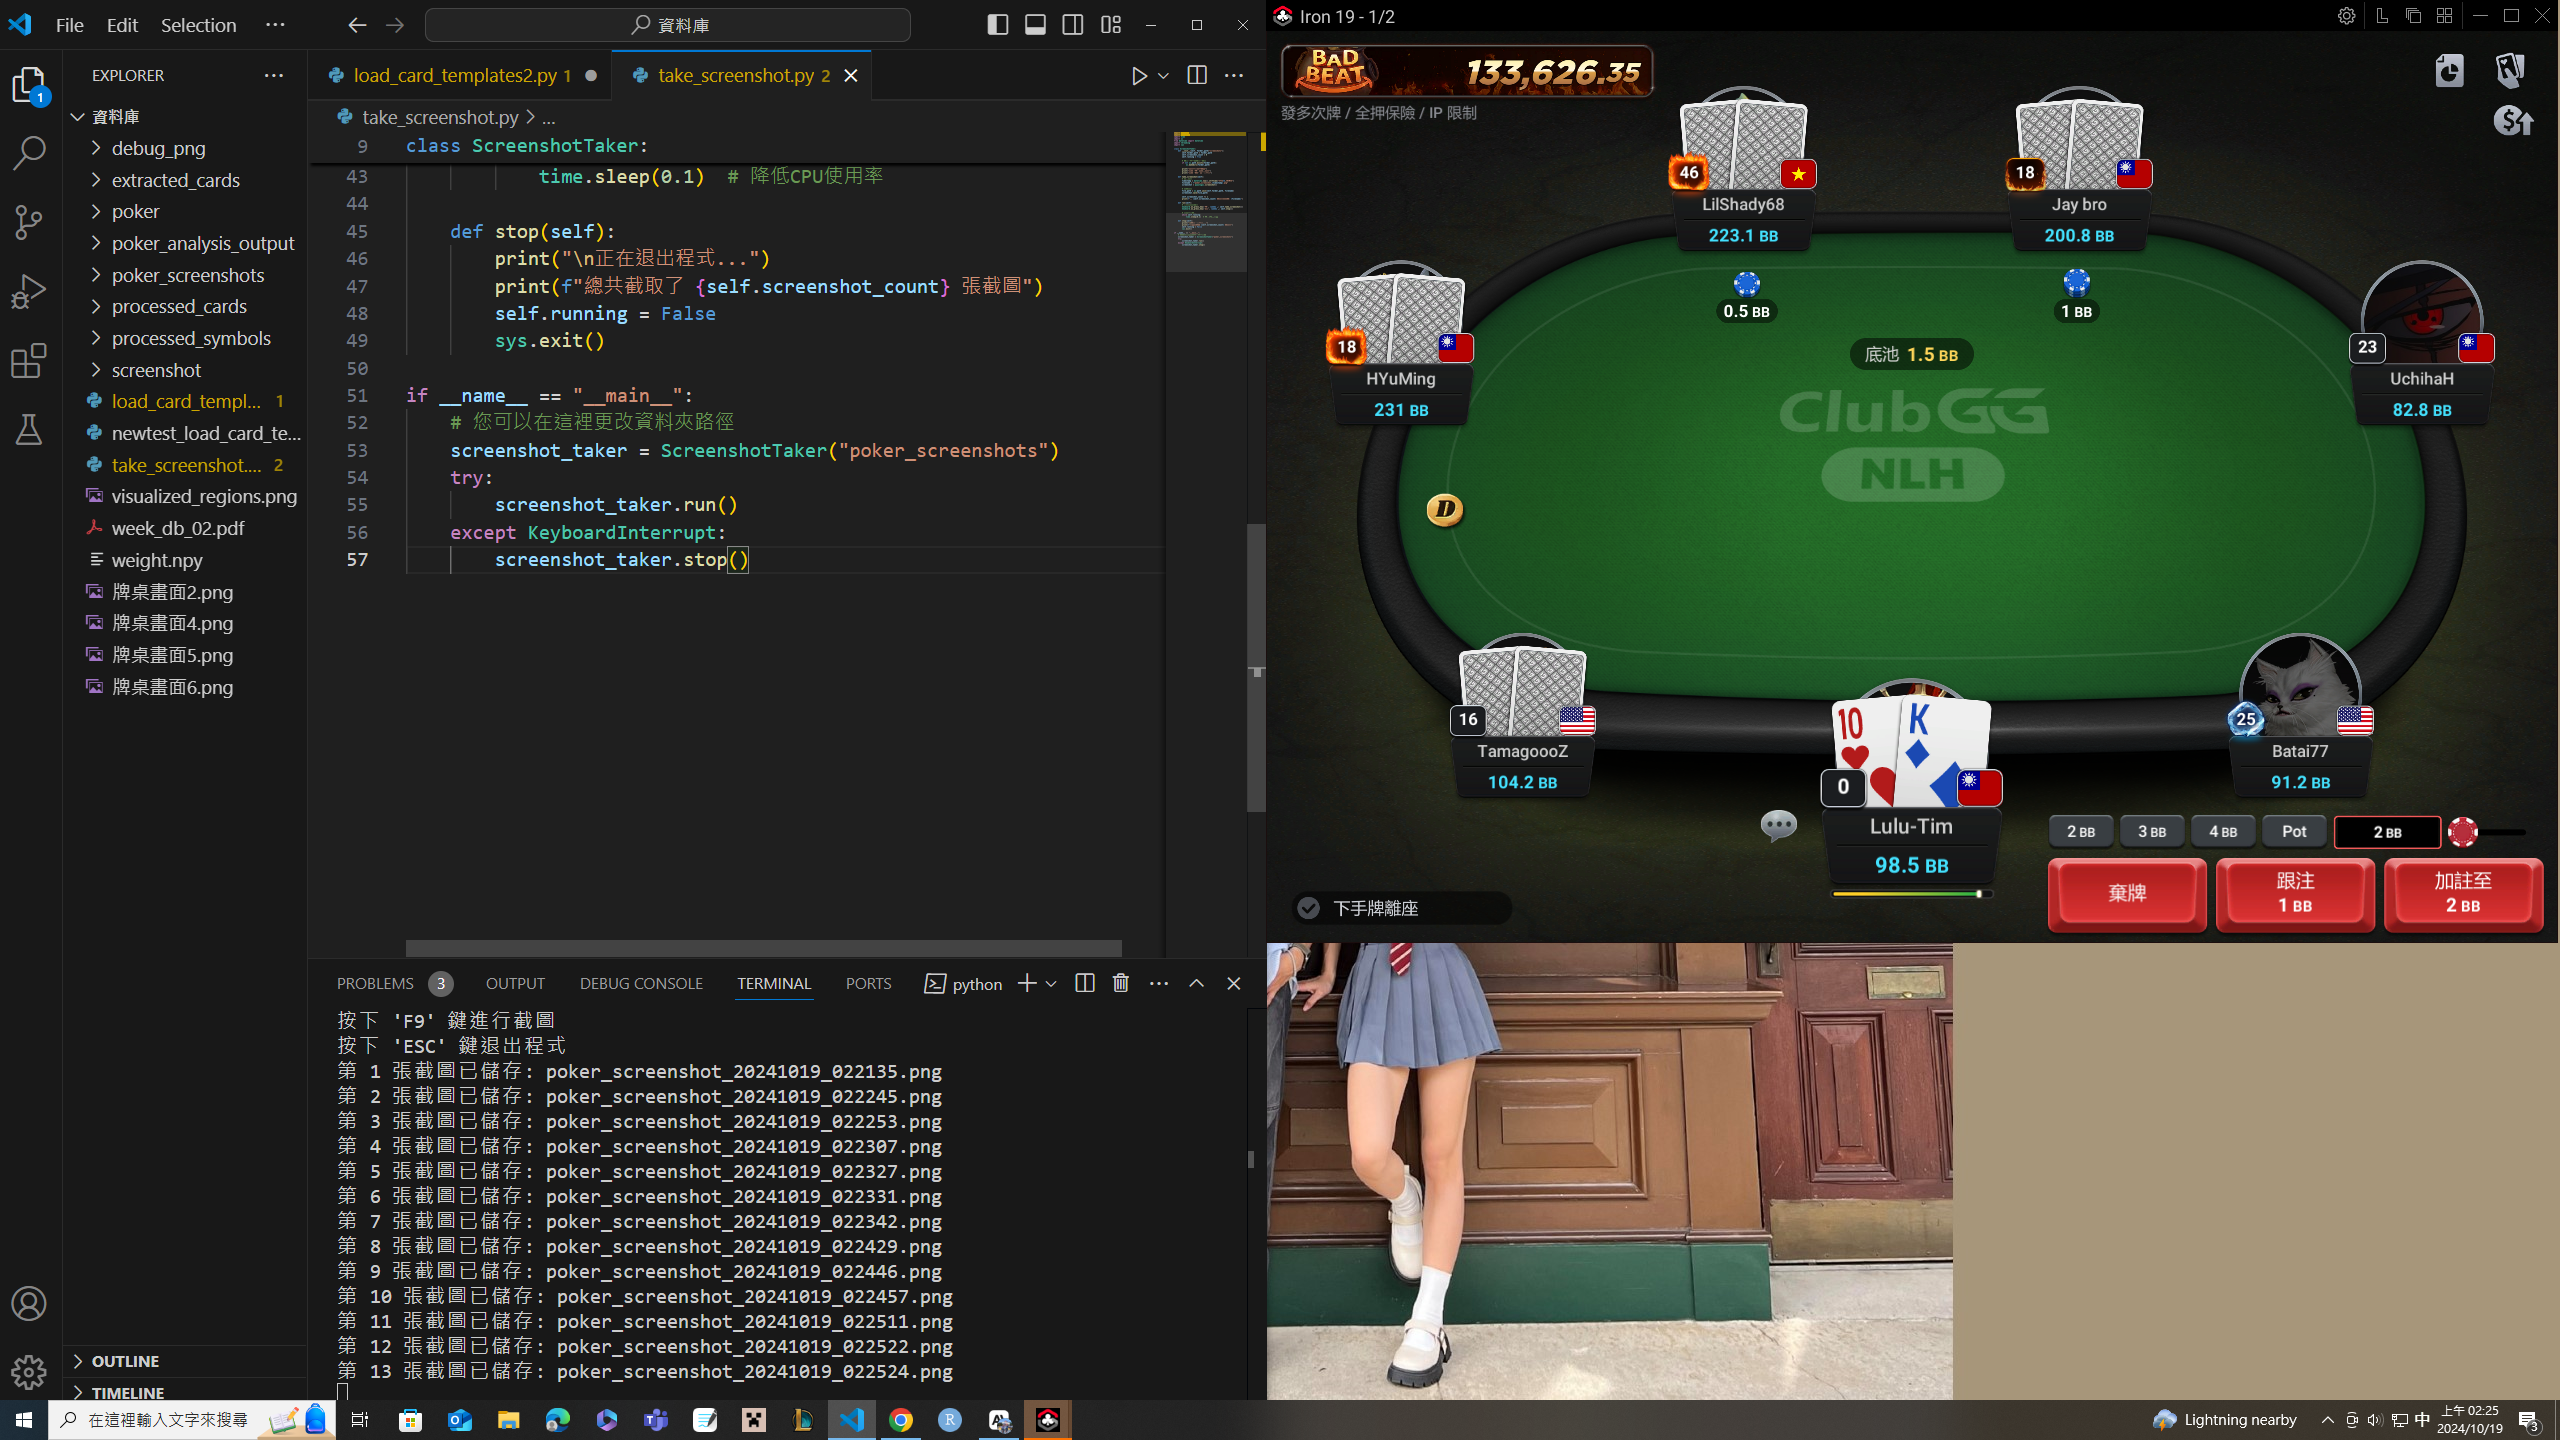 File Edit Selection ···
資料庫
EXPLORER
資料庫
debug_png
extracted_cards
poker
poker_analysis_output
poker_screenshots
processed_cards
processed_symbols
screenshot
load_card_templ... 1
newtest_load_card_te...
take_screenshot.... 2
visualized_regions.png
week_db_02.pdf
weight.npy
牌桌畫面2.png
牌桌畫面4.png
牌桌畫面5.png
牌桌畫面6.png
OUTLINE
TIMELINE
1
load_card_templates2.py 1
take_screenshot.py 2
take_screenshot.py > ...
9 class ScreenshotTaker:
43 time.sleep(0.1) # 降低CPU使用率
44
45 def stop(self):
46 print("\n正在退出程式...")
47 print(f"總共截取了 {self.screenshot_count} 張截圖")
48 self.running = False
49 sys.exit()
50
51 if __name__ == "__main__":
52 # 您可以在這裡更改資料夾路徑
53 screenshot_taker = ScreenshotTaker("poker_screenshots")
54 try:
55 screenshot_taker.run()
56 except KeyboardInterrupt:
57 screenshot_taker.stop()
PROBLEMS 3 OUTPUT DEBUG CONSOLE TERMINAL PORTS python
按下 'F9' 鍵進行截圖
按下 'ESC' 鍵退出程式
第 1 張截圖已儲存: poker_screenshot_20241019_022135.png
第 2 張截圖已儲存: poker_screenshot_20241019_022245.png
第 3 張截圖已儲存: poker_screenshot_20241019_022253.png
第 4 張截圖已儲存: poker_screenshot_20241019_022307.png
第 5 張截圖已儲存: poker_screenshot_20241019_022327.png
第 6 張截圖已儲存: poker_screenshot_20241019_022331.png
第 7 張截圖已儲存: poker_screenshot_20241019_022342.png
第 8 張截圖已儲存: poker_screenshot_20241019_022429.png
第 9 張截圖已儲存: poker_screenshot_20241019_022446.png
第 10 張截圖已儲存: poker_screenshot_20241019_022457.png
第 11 張截圖已儲存: poker_screenshot_20241019_022511.png
第 12 張截圖已儲存: poker_screenshot_20241019_022522.png
第 13 張截圖已儲存: poker_screenshot_20241019_022524.png
Iron 19 - 1/2
BAD BEAT 133,626.35
發多次牌 / 全押保險 / IP 限制
46
LilShady68
223.1 BB
18
Jay bro
200.8 BB
0.5 BB
1 BB
18
HYuMing
231 BB
23
UchihaH
82.8 BB
底池 1.5 BB
ClubGG
NLH
D
16
TamagoooZ
104.2 BB
10 K
0
Lulu-Tim
98.5 BB
25
Batai77
91.2 BB
2 BB 3 BB 4 BB Pot 2 BB
棄牌
跟注
1 BB
加註至
2 BB
下手牌離座
在這裡輸入文字來搜尋
Lightning nearby
中
上午 02:25
2024/10/19
3